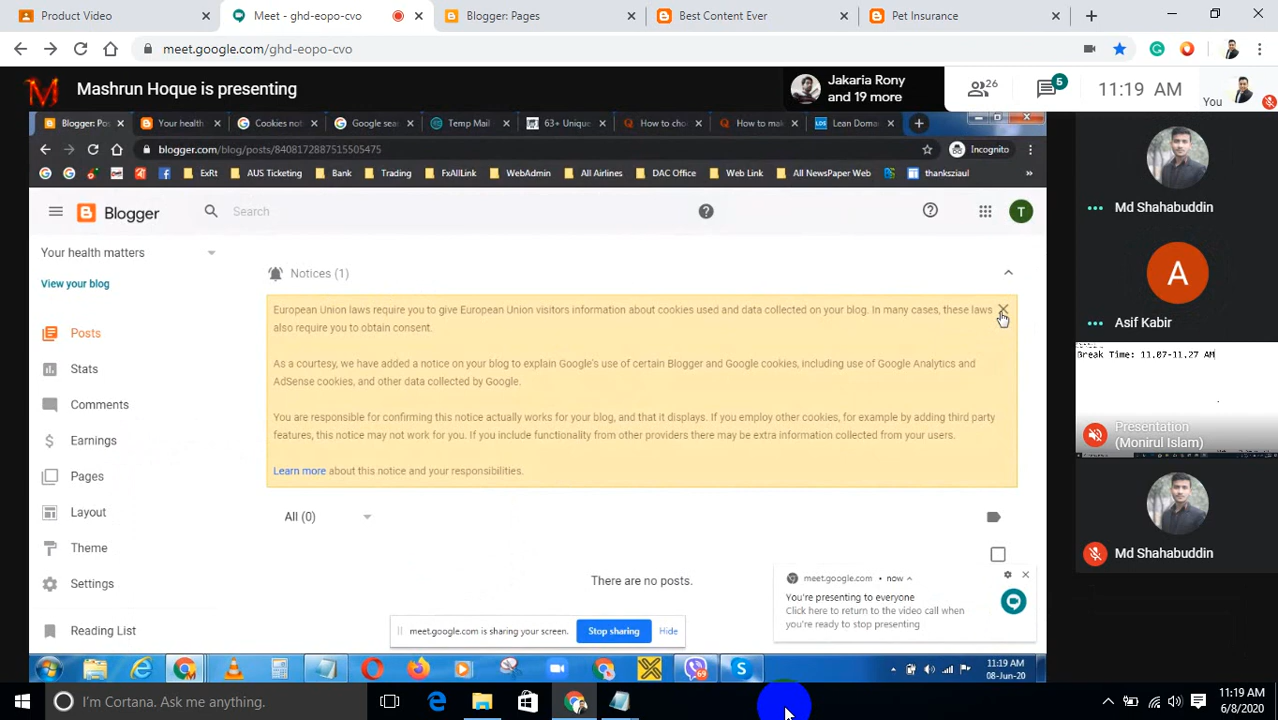 Product Video
Meet - ghd-eopo-cvo
Blogger: Pages
Best Content Ever
Pet Insurance
meet.google.com/ghd-eopo-cvo
Mashrun Hoque is presenting
Jakaria Rony
and 19 more
26
5
11:19 AM
You
Blogger: Po
Your health
Cookies not
Google sea
Temp Mail
63+ Unique
How to cho
How to mak
Lean Doma
blogger.com/blog/posts/8408172887515505475
Incognito
ExRt
AUS Ticketing
Bank
Trading
FxAllLink
WebAdmin
All Airlines
DAC Office
Web Link
All NewsPaper Web
thanksziaul
Blogger
Search
T
Your health matters
View your blog
Posts
Stats
Comments
Earnings
Pages
Layout
Theme
Settings
Reading List
Notices (1)
European Union laws require you to give European Union visitors information about cookies used and data collected on your blog. In many cases, these laws
also require you to obtain consent.
As a courtesy, we have added a notice on your blog to explain Google's use of certain Blogger and Google cookies, including use of Google Analytics and
AdSense cookies, and other data collected by Google.
You are responsible for confirming this notice actually works for your blog, and that it displays. If you employ other cookies, for example by adding third party
features, this notice may not work for you. If you include functionality from other providers there may be extra information collected from your users.
Learn more about this notice and your responsibilities.
All (0)
There are no posts.
meet.google.com • now
You're presenting to everyone
Click here to return to the video call when
you're ready to stop presenting
meet.google.com is sharing your screen.
Stop sharing
Hide
69
11:19 AM
08-Jun-20
Md Shahabuddin
A
Asif Kabir
Break Time: 11.07-11.27 AM
Presentation
(Monirul Islam)
Md Shahabuddin
I'm Cortana. Ask me anything.
11:19 AM
6/8/2020